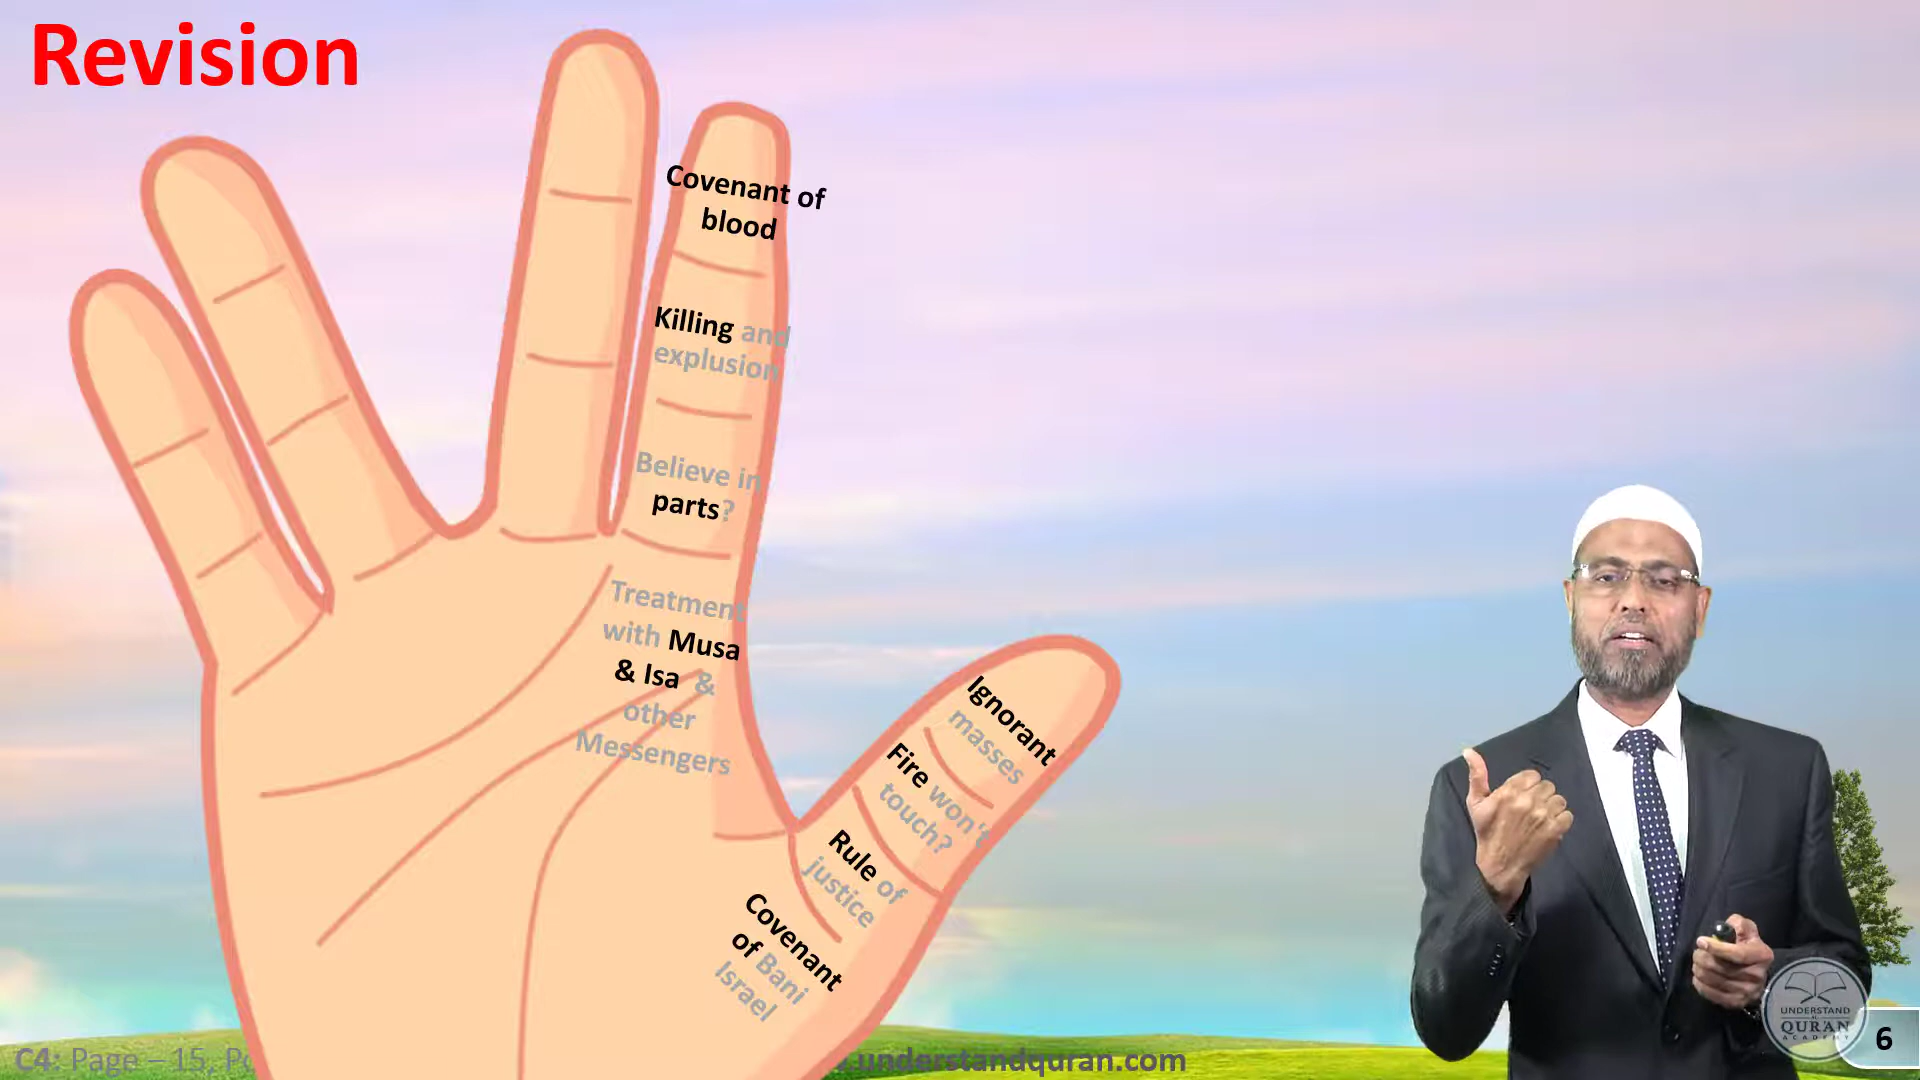 Revision
Covenant of
blood
Killing and
explusion
Believe in
parts?
Treatment
with Musa
& Isa &
other
Messengers
Ignorant
masses
Fire won't
touch?
Rule of
justice
Covenant
of Bani
Israel
C4: Page – 15,
.understandquran.com
UNDERSTAND
QURAN
ACADEMY
6